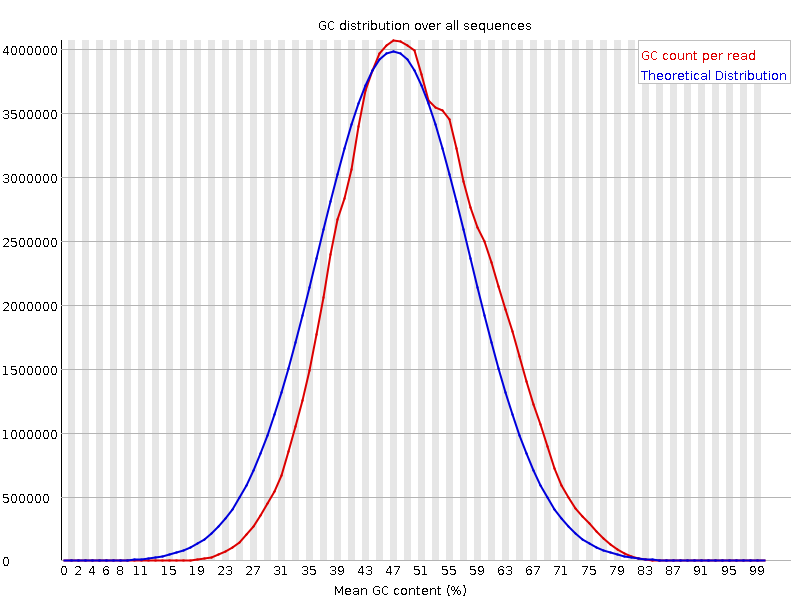 GC distribution over all sequences
GC count per read
Theoretical Distribution
4000000
3500000
3000000
2500000
2000000
1500000
1000000
500000
0
0 2 4 6 8 11 15 19 23 27 31 35 39 43 47 51 55 59 63 67 71 75 79 83 87 91 95 99
Mean GC content (%)